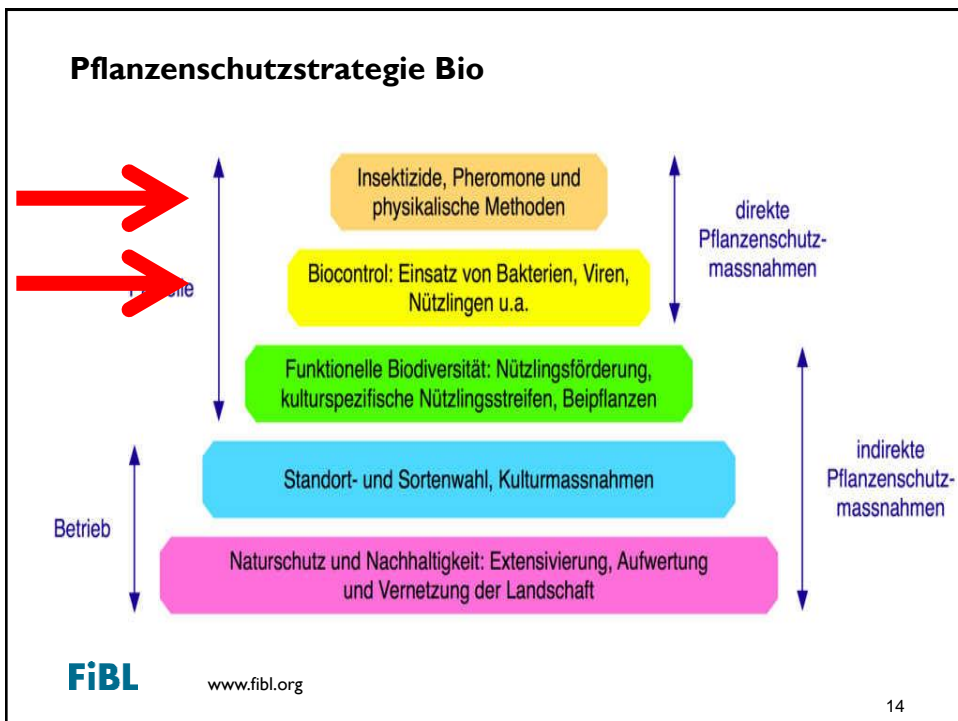 Pflanzenschutzstrategie Bio
Insektizide, Pheromone und
physikalische Methoden
direkte
Pflanzenschutz-
massnahmen
Biocontrol: Einsatz von Bakterien, Viren,
Nützlingen u.a.
Funktionelle Biodiversität: Nützlingsförderung,
kulturspezifische Nützlingsstreifen, Beipflanzen
Standort- und Sortenwahl, Kulturmassnahmen
indirekte
Pflanzenschutz-
massnahmen
Betrieb
Naturschutz und Nachhaltigkeit: Extensivierung, Aufwertung
und Vernetzung der Landschaft
FiBL www.fibl.org
14